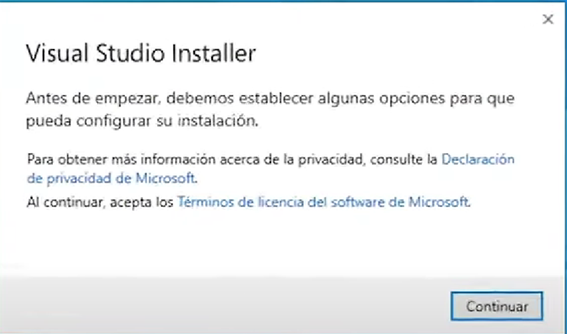 Visual Studio Installer
Antes de empezar, debemos establecer algunas opciones para que
pueda configurar su instalación.
Para obtener más información acerca de la privacidad, consulte la Declaración
de privacidad de Microsoft.
Al continuar, acepta los Términos de licencia del software de Microsoft.
Continuar